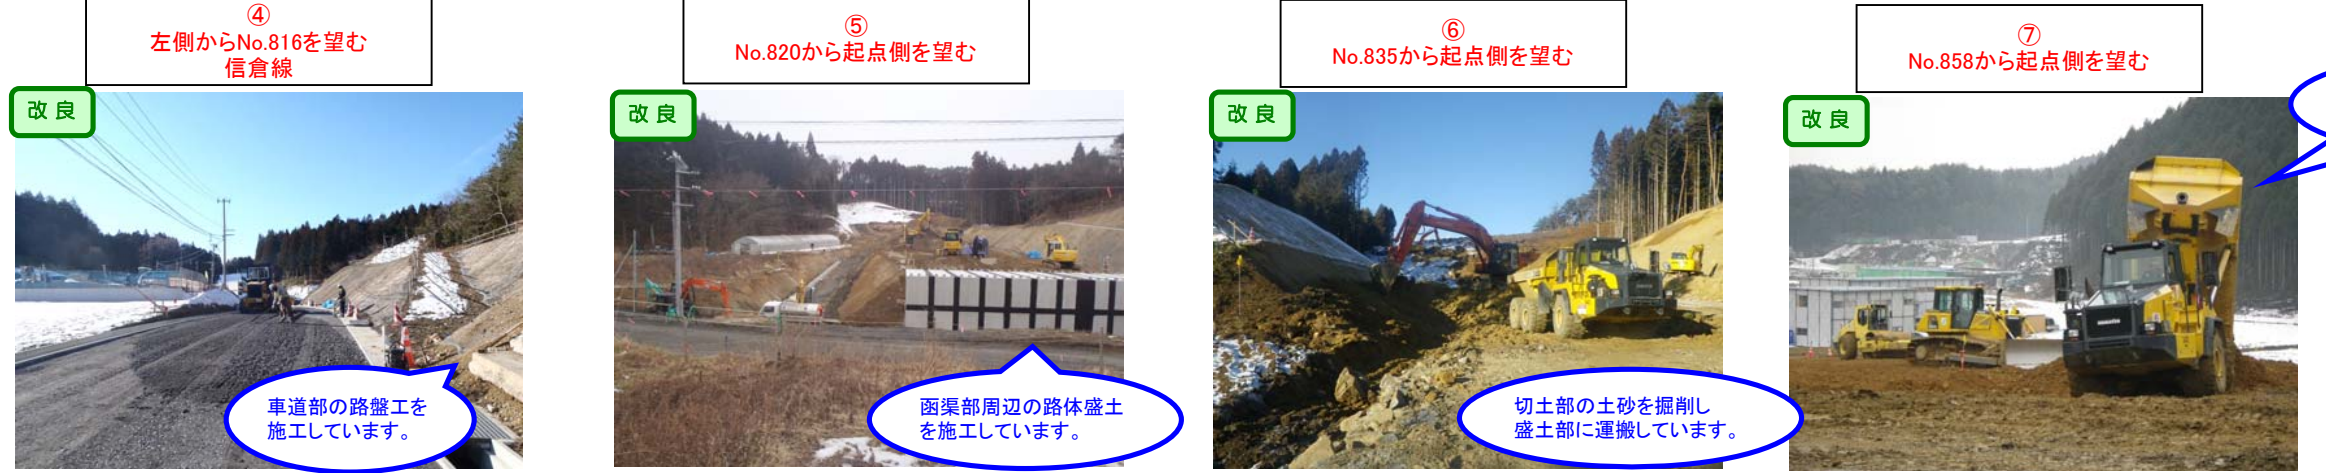 ④
左側からNo.816を望む
信倉線
改良
車道部の路盤工を
施工しています。
⑤
No.820から起点側を望む
改良
函渠部周辺の路体盛土
を施工しています。
⑥
No.835から起点側を望む
改良
切土部の土砂を掘削し
盛土部に運搬しています。
⑦
No.858から起点側を望む
改良